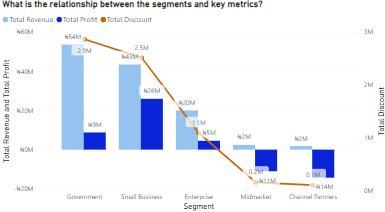 What is the relationship between the segments and key metrics?
Total Revenue Total Profit Total Discount
₦60M
₦40M
₦20M
₦0M
-₦20M
Total Revenue and Total Profit
3M
2M
1M
0M
Total Discount
₦54M
2.9M
₦9M
2.5M
₦43M
₦26M
₦20M
1.1M
₦5M
₦2M
0.2M
-₦11M
₦2M
0.1M
-₦14M
Government
Small Business
Enterprise
Midmarket
Channel Partners
Segment